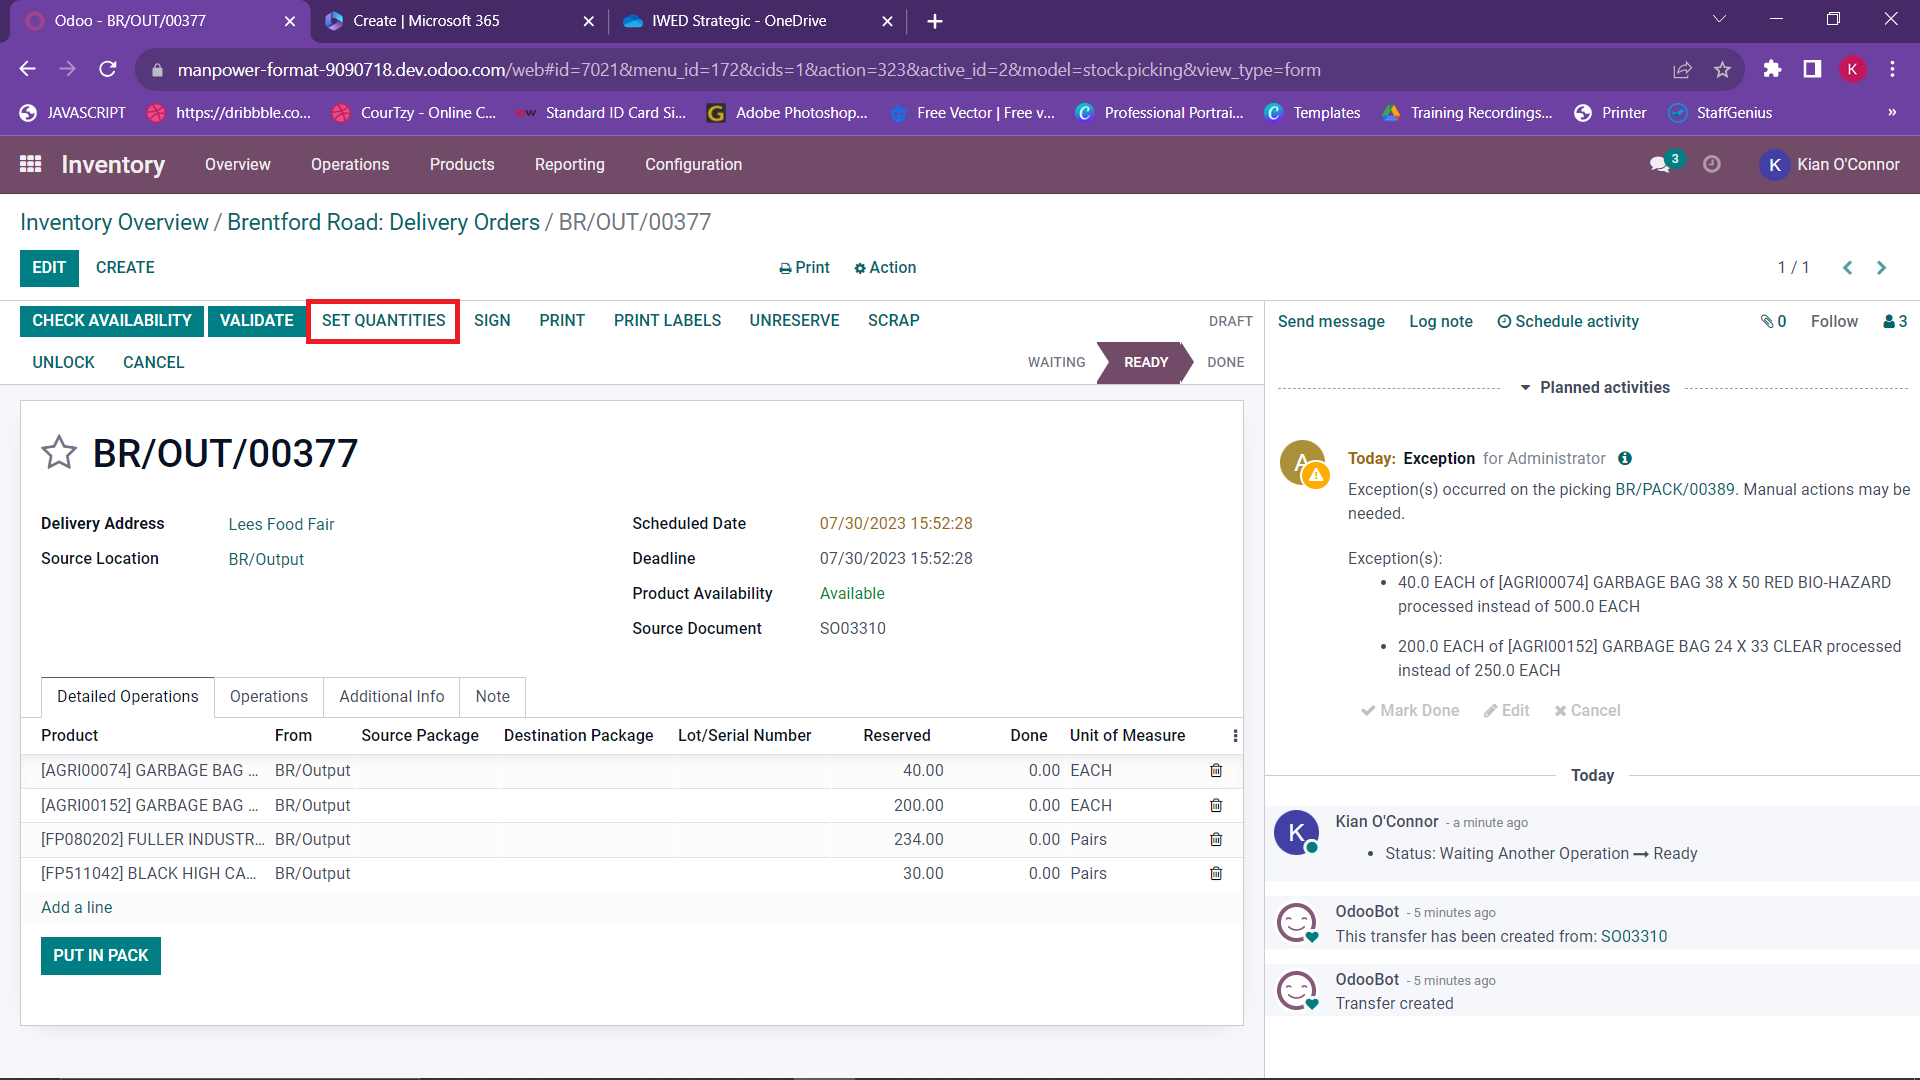 Odoo - BR/OUT/00377
Create | Microsoft 365
IWED Strategic - OneDrive
manpower-format-9090718.dev.odoo.com/web#id=7021&menu_id=172&cids=1&action=323&active_id=2&model=stock.picking&view_type=form
K
JAVASCRIPT
https://dribbble.co...
CourTzy - Online C...
Standard ID Card Si...
Adobe Photoshop,...
Free Vector | Free v...
Professional Portrai...
Templates
Training Recordings...
Printer
StaffGenius
»
Inventory
Overview
Operations
Products
Reporting
Configuration
3
K
Kian O'Connor
Inventory Overview / Brentford Road: Delivery Orders / BR/OUT/00377
EDIT
CREATE
Print
Action
1 / 1
CHECK AVAILABILITY
VALIDATE
SET QUANTITIES
SIGN
PRINT
PRINT LABELS
UNRESERVE
SCRAP
DRAFT
UNLOCK
CANCEL
WAITING
READY
DONE
Send message
Log note
Schedule activity
0
Follow
3
BR/OUT/00377
Delivery Address
Lees Food Fair
Source Location
BR/Output
Scheduled Date
07/30/2023 15:52:28
Deadline
07/30/2023 15:52:28
Product Availability
Available
Source Document
SO03310
Detailed Operations
Operations
Additional Info
Note
Product From Source Package Destination Package Lot/Serial Number Reserved Done Unit of Measure
[AGRI00074] GARBAGE BAG ... BR/Output 40.00 0.00 EACH
[AGRI00152] GARBAGE BAG ... BR/Output 200.00 0.00 EACH
[FP080202] FULLER INDUSTR... BR/Output 234.00 0.00 Pairs
[FP511042] BLACK HIGH CA... BR/Output 30.00 0.00 Pairs
Add a line
PUT IN PACK
Planned activities
A
Today: Exception for Administrator
Exception(s) occurred on the picking BR/PACK/00389. Manual actions may be
needed.
Exception(s):
• 40.0 EACH of [AGRI00074] GARBAGE BAG 38 X 50 RED BIO-HAZARD
processed instead of 500.0 EACH
• 200.0 EACH of [AGRI00152] GARBAGE BAG 24 X 33 CLEAR processed
instead of 250.0 EACH
Mark Done
Edit
Cancel
Today
K
Kian O'Connor - a minute ago
• Status: Waiting Another Operation → Ready
OdooBot - 5 minutes ago
This transfer has been created from: SO03310
OdooBot - 5 minutes ago
Transfer created